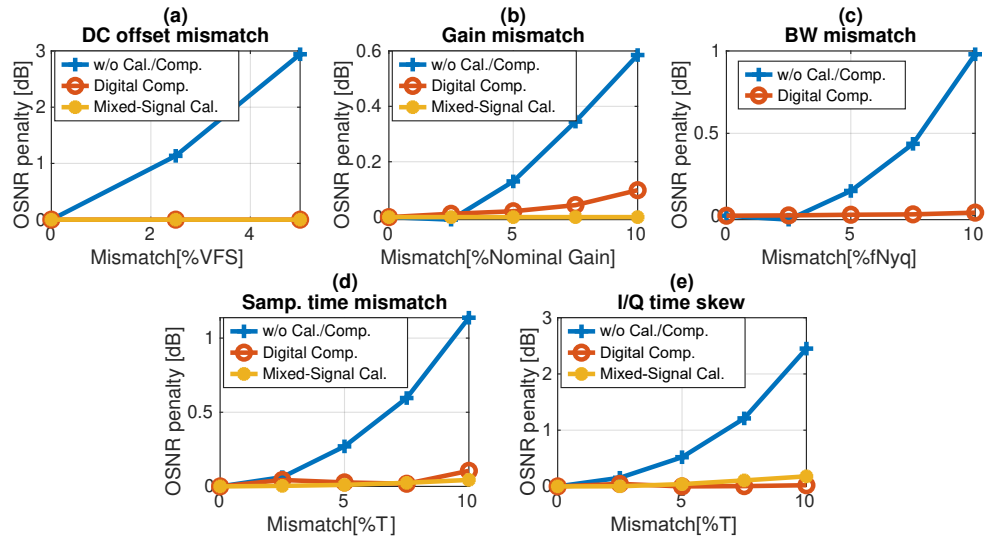 (a)
DC offset mismatch
OSNR penalty [dB]
3
2
1
0
w/o Cal./Comp.
Digital Comp.
Mixed-Signal Cal.
0 2 4
Mismatch[%VFS]
(b)
Gain mismatch
OSNR penalty [dB]
0.6
0.4
0.2
0
w/o Cal./Comp.
Digital Comp.
Mixed-Signal Cal.
0 5 10
Mismatch[%Nominal Gain]
(c)
BW mismatch
OSNR penalty [dB]
1
0.5
0
w/o Cal./Comp.
Digital Comp.
0 5 10
Mismatch[%fNyq]
(d)
Samp. time mismatch
OSNR penalty [dB]
1
0.5
0
w/o Cal./Comp.
Digital Comp.
Mixed-Signal Cal.
0 5 10
Mismatch[%T]
(e)
I/Q time skew
OSNR penalty [dB]
3
2
1
0
w/o Cal./Comp.
Digital Comp.
Mixed-Signal Cal.
0 5 10
Mismatch[%T]